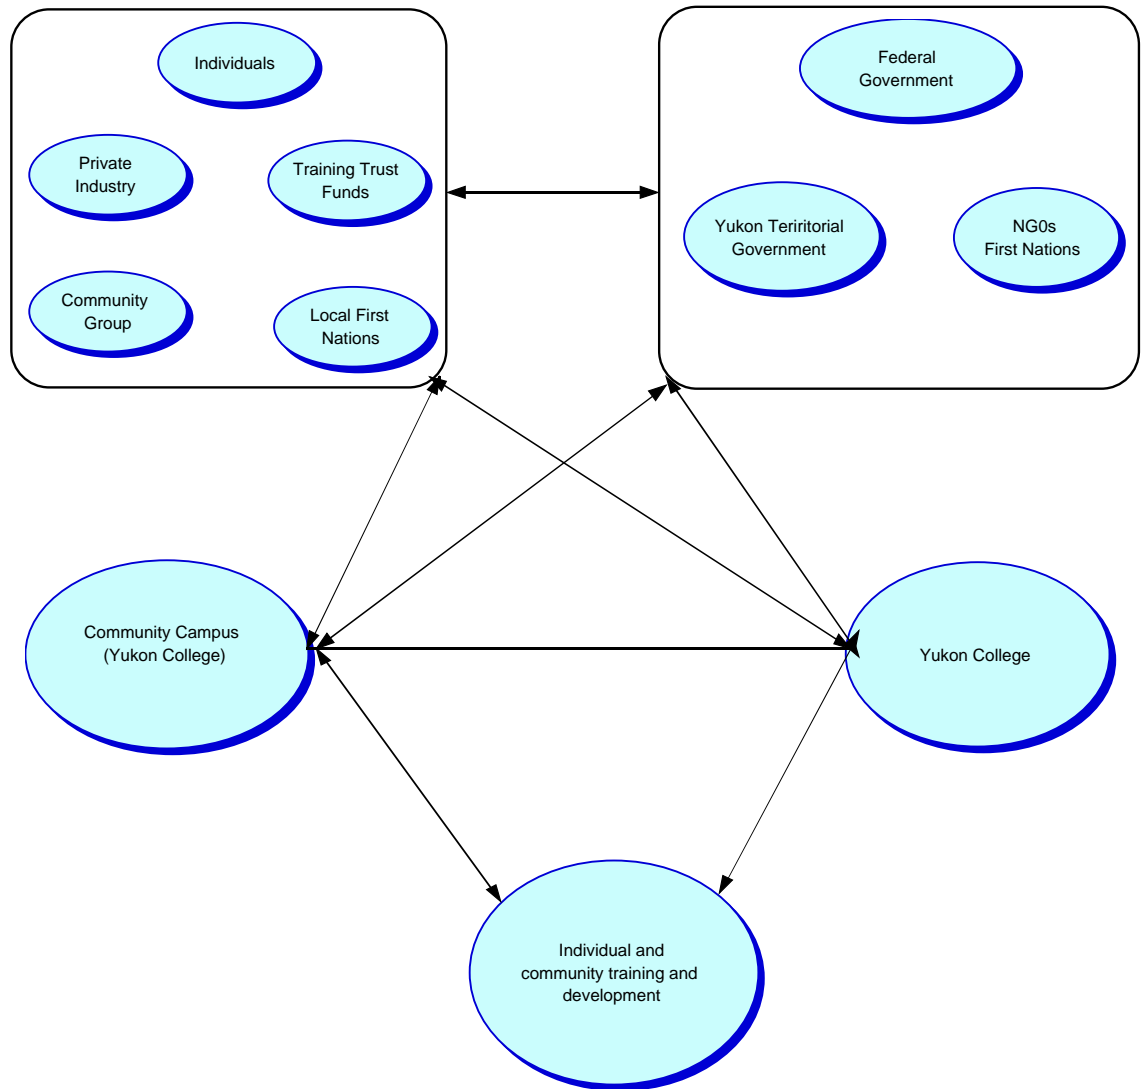 Individuals
Private
Industry
Training Trust
Funds
Community
Group
Local First
Nations
Federal
Government
Yukon Teriritorial
Government
NG0s
First Nations
Community Campus
(Yukon College)
Yukon College
Individual and
community training and
development